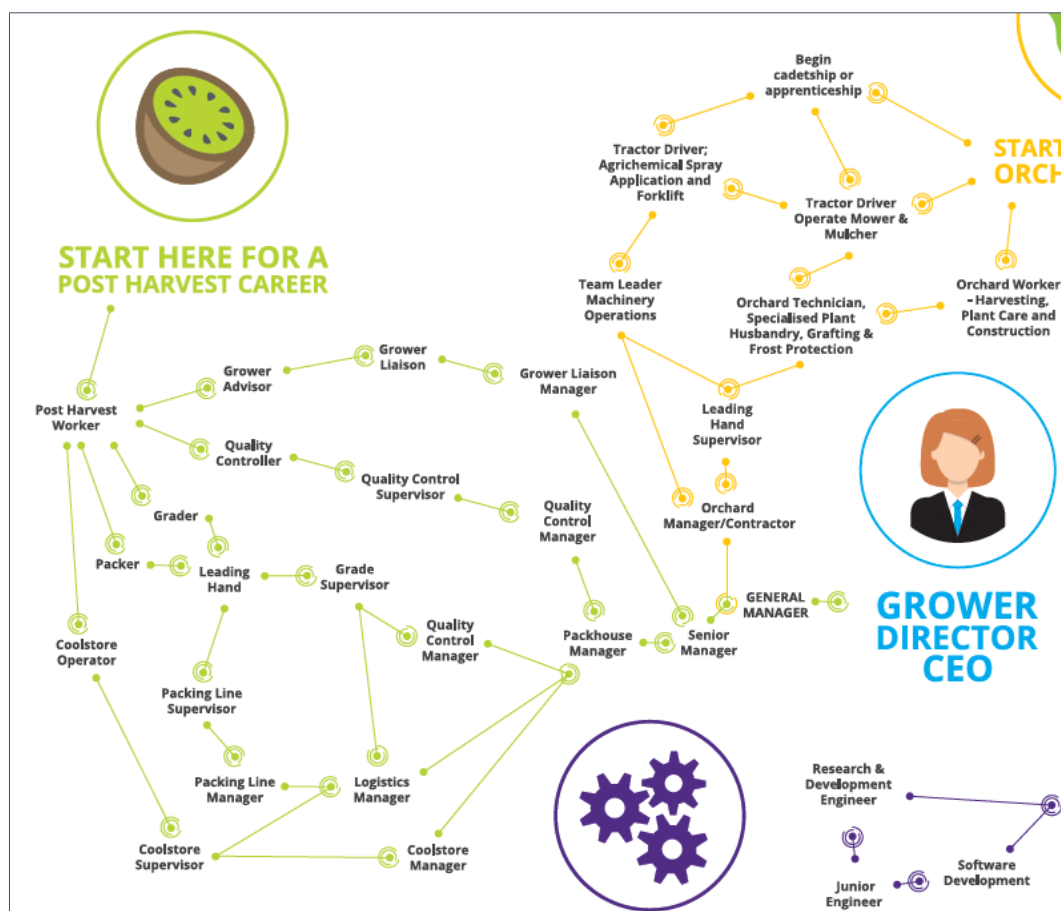 Begin
cadetship or
apprenticeship
START
ORCH
Tractor Driver;
Agrichemical Spray
Application and
Forklift
Tractor Driver
Operate Mower &
Mulcher
START HERE FOR A
POST HARVEST CAREER
Team Leader
Machinery
Operations
Orchard Technician,
Specialised Plant
Husbandry, Grafting &
Frost Protection
Orchard Worker
- Harvesting,
Plant Care and
Construction
Grower
Liaison
Grower
Advisor
Grower Liaison
Manager
Post Harvest
Worker
Leading
Hand
Supervisor
Quality
Controller
Quality Control
Supervisor
Quality
Control
Manager
Orchard
Manager/Contractor
Grader
Packer
Leading
Hand
Grade
Supervisor
GENERAL
MANAGER
GROWER
DIRECTOR
CEO
Coolstore
Operator
Quality
Control
Manager
Packhouse
Manager
Senior
Manager
Packing Line
Supervisor
Packing Line
Manager
Logistics
Manager
Research &
Development
Engineer
Coolstore
Supervisor
Coolstore
Manager
Junior
Engineer
Software
Development